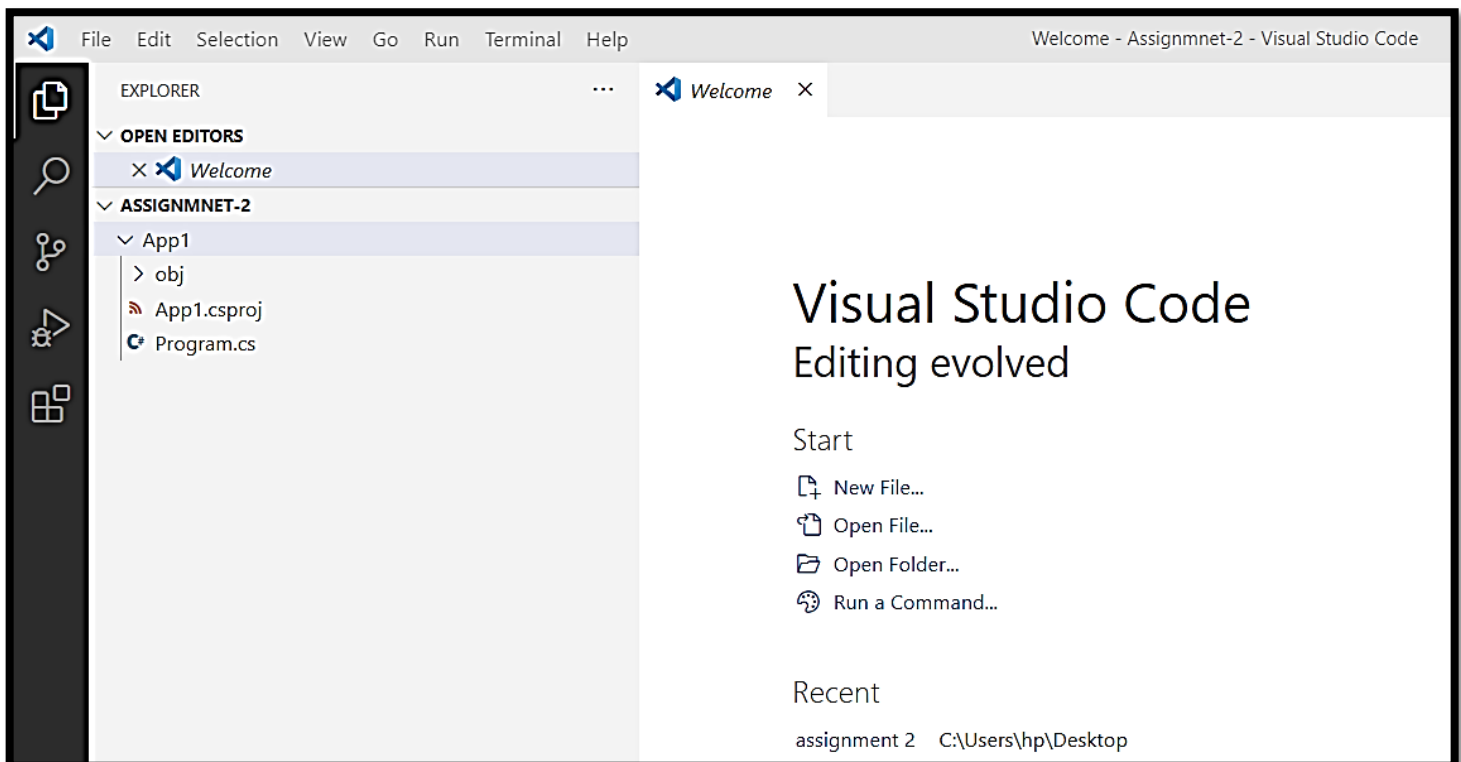 File Edit Selection View Go Run Terminal Help
Welcome - Assignmnet-2 - Visual Studio Code
EXPLORER
OPEN EDITORS
Welcome
ASSIGNMNET-2
App1
obj
App1.csproj
Program.cs
Welcome
Visual Studio Code
Editing evolved
Start
New File...
Open File...
Open Folder...
Run a Command...
Recent
assignment 2 C:\Users\hp\Desktop